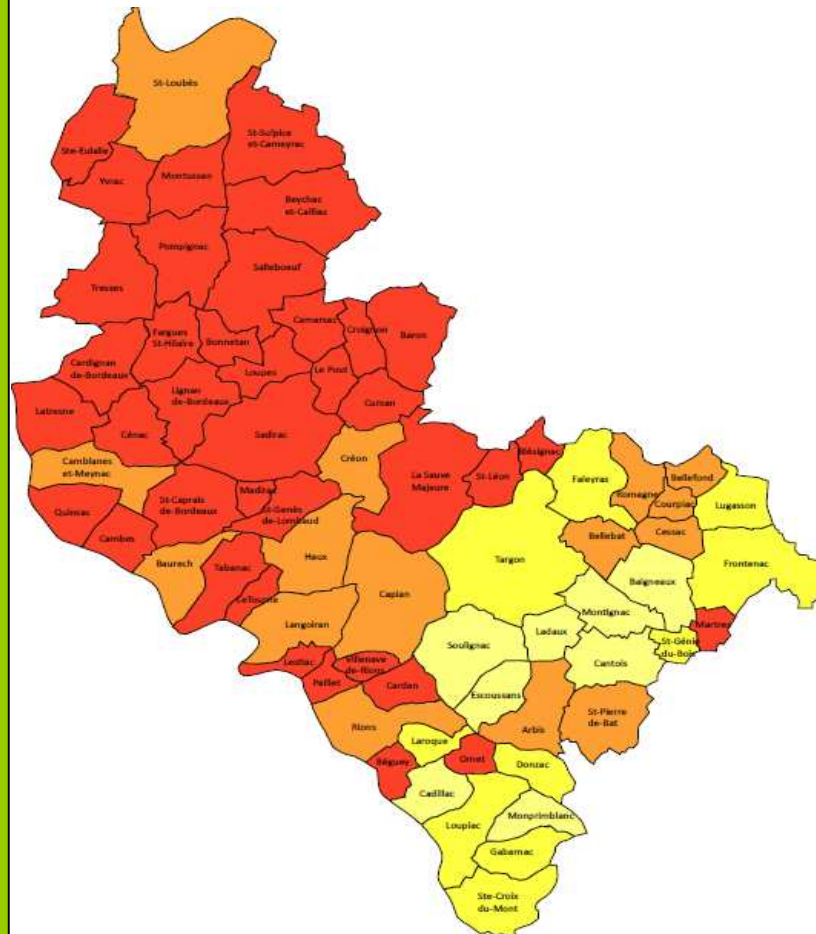 St-Loubès
St-Sulpice
et-Cameyrac
Ste-Eulalie
Yvrac
Montussan
Beychac
et-Caillau
Pompignac
Salleboeuf
Tresses
Camarsac
Croignon
Baron
Fargues
St-Hilaire
Bonnetan
Cardignan
de-Bordeaux
Loupes
Le Pout
Lignan
de-Bordeaux
Cursan
Latresne
Cénac
Sadirac
Créon
La Sauve
Majeure
St-Léon
Blésignac
Faleyras
Romagne
Bellefond
Courpiac
Lugasson
Camblanes
et-Meynac
Madirac
St-Caprais
de-Bordeaux
St-Genès
de-Lombaud
Quinsac
Cambes
Bellebat
Cessac
Baurech
Tabanac
Haux
Targon
Frontenac
Baigneaux
LeTourne
Capian
Montignac
Langoiran
Martres
Soulignac
Ladaux
St-Génis
du-Bois
Cantois
Lestiac
Villenave
de-Rions
Paillet
Cardan
Escoussans
St-Pierre
de-Bat
Rions
Arbis
Laroque
Béguey
Omet
Donzac
Cadillac
Loupiac
Monprimblanc
Gabarnac
Ste-Croix
du-Mont